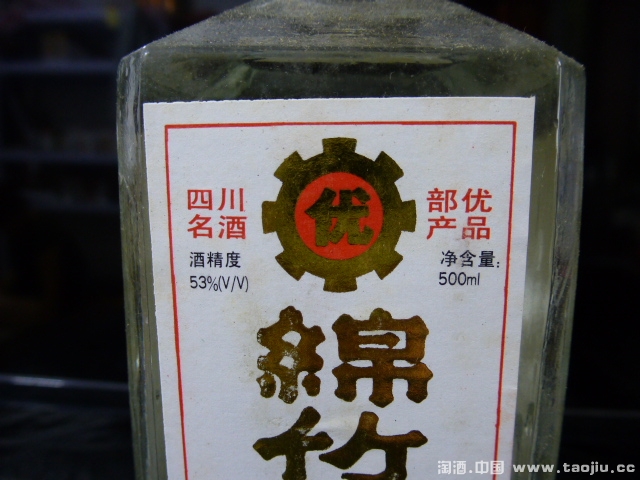 四川
名酒
酒精度
53%(V/V)
优
部优
产品
净含量:
500ml
綿
竹
淘酒.中国 www.taojiu.cc